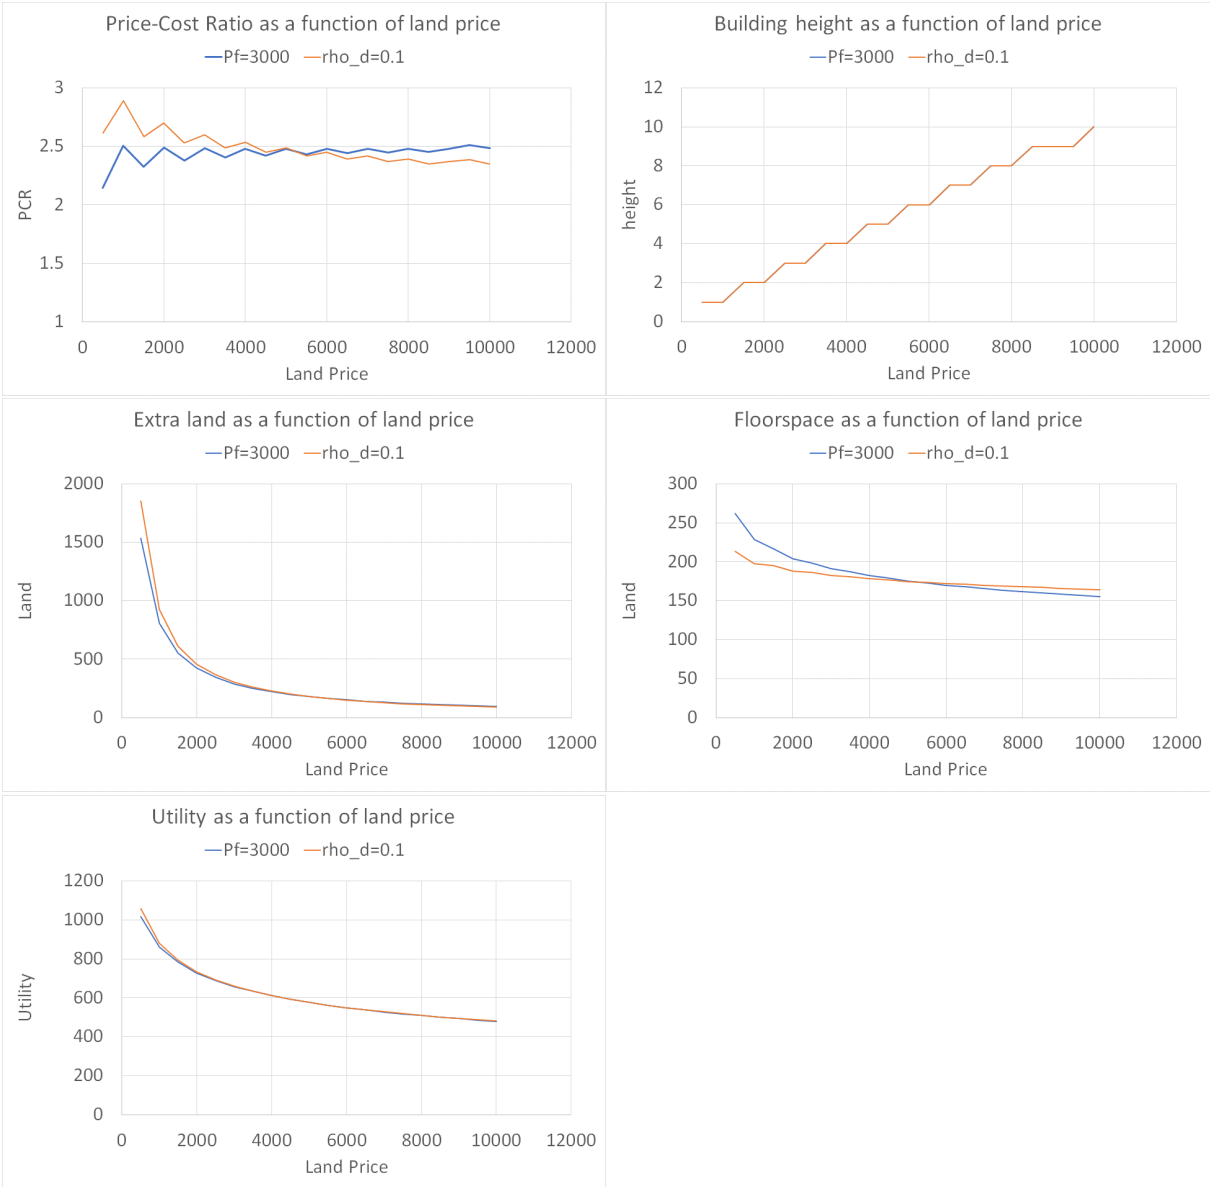 Price-Cost Ratio as a function of land price
Pf=3000 rho_d=0.1
3
2.5
2
1.5
1
PCR
0 2000 4000 6000 8000 10000 12000
Land Price
Building height as a function of land price
Pf=3000 rho_d=0.1
12
10
8
6
4
2
0
height
0 2000 4000 6000 8000 10000 12000
Land Price
Extra land as a function of land price
Pf=3000 rho_d=0.1
2000
1500
1000
500
0
Land
0 2000 4000 6000 8000 10000 12000
Land Price
Floorspace as a function of land price
Pf=3000 rho_d=0.1
300
250
200
150
100
50
0
Land
0 2000 4000 6000 8000 10000 12000
Land Price
Utility as a function of land price
Pf=3000 rho_d=0.1
1200
1000
800
600
400
200
0
Utility
0 2000 4000 6000 8000 10000 12000
Land Price